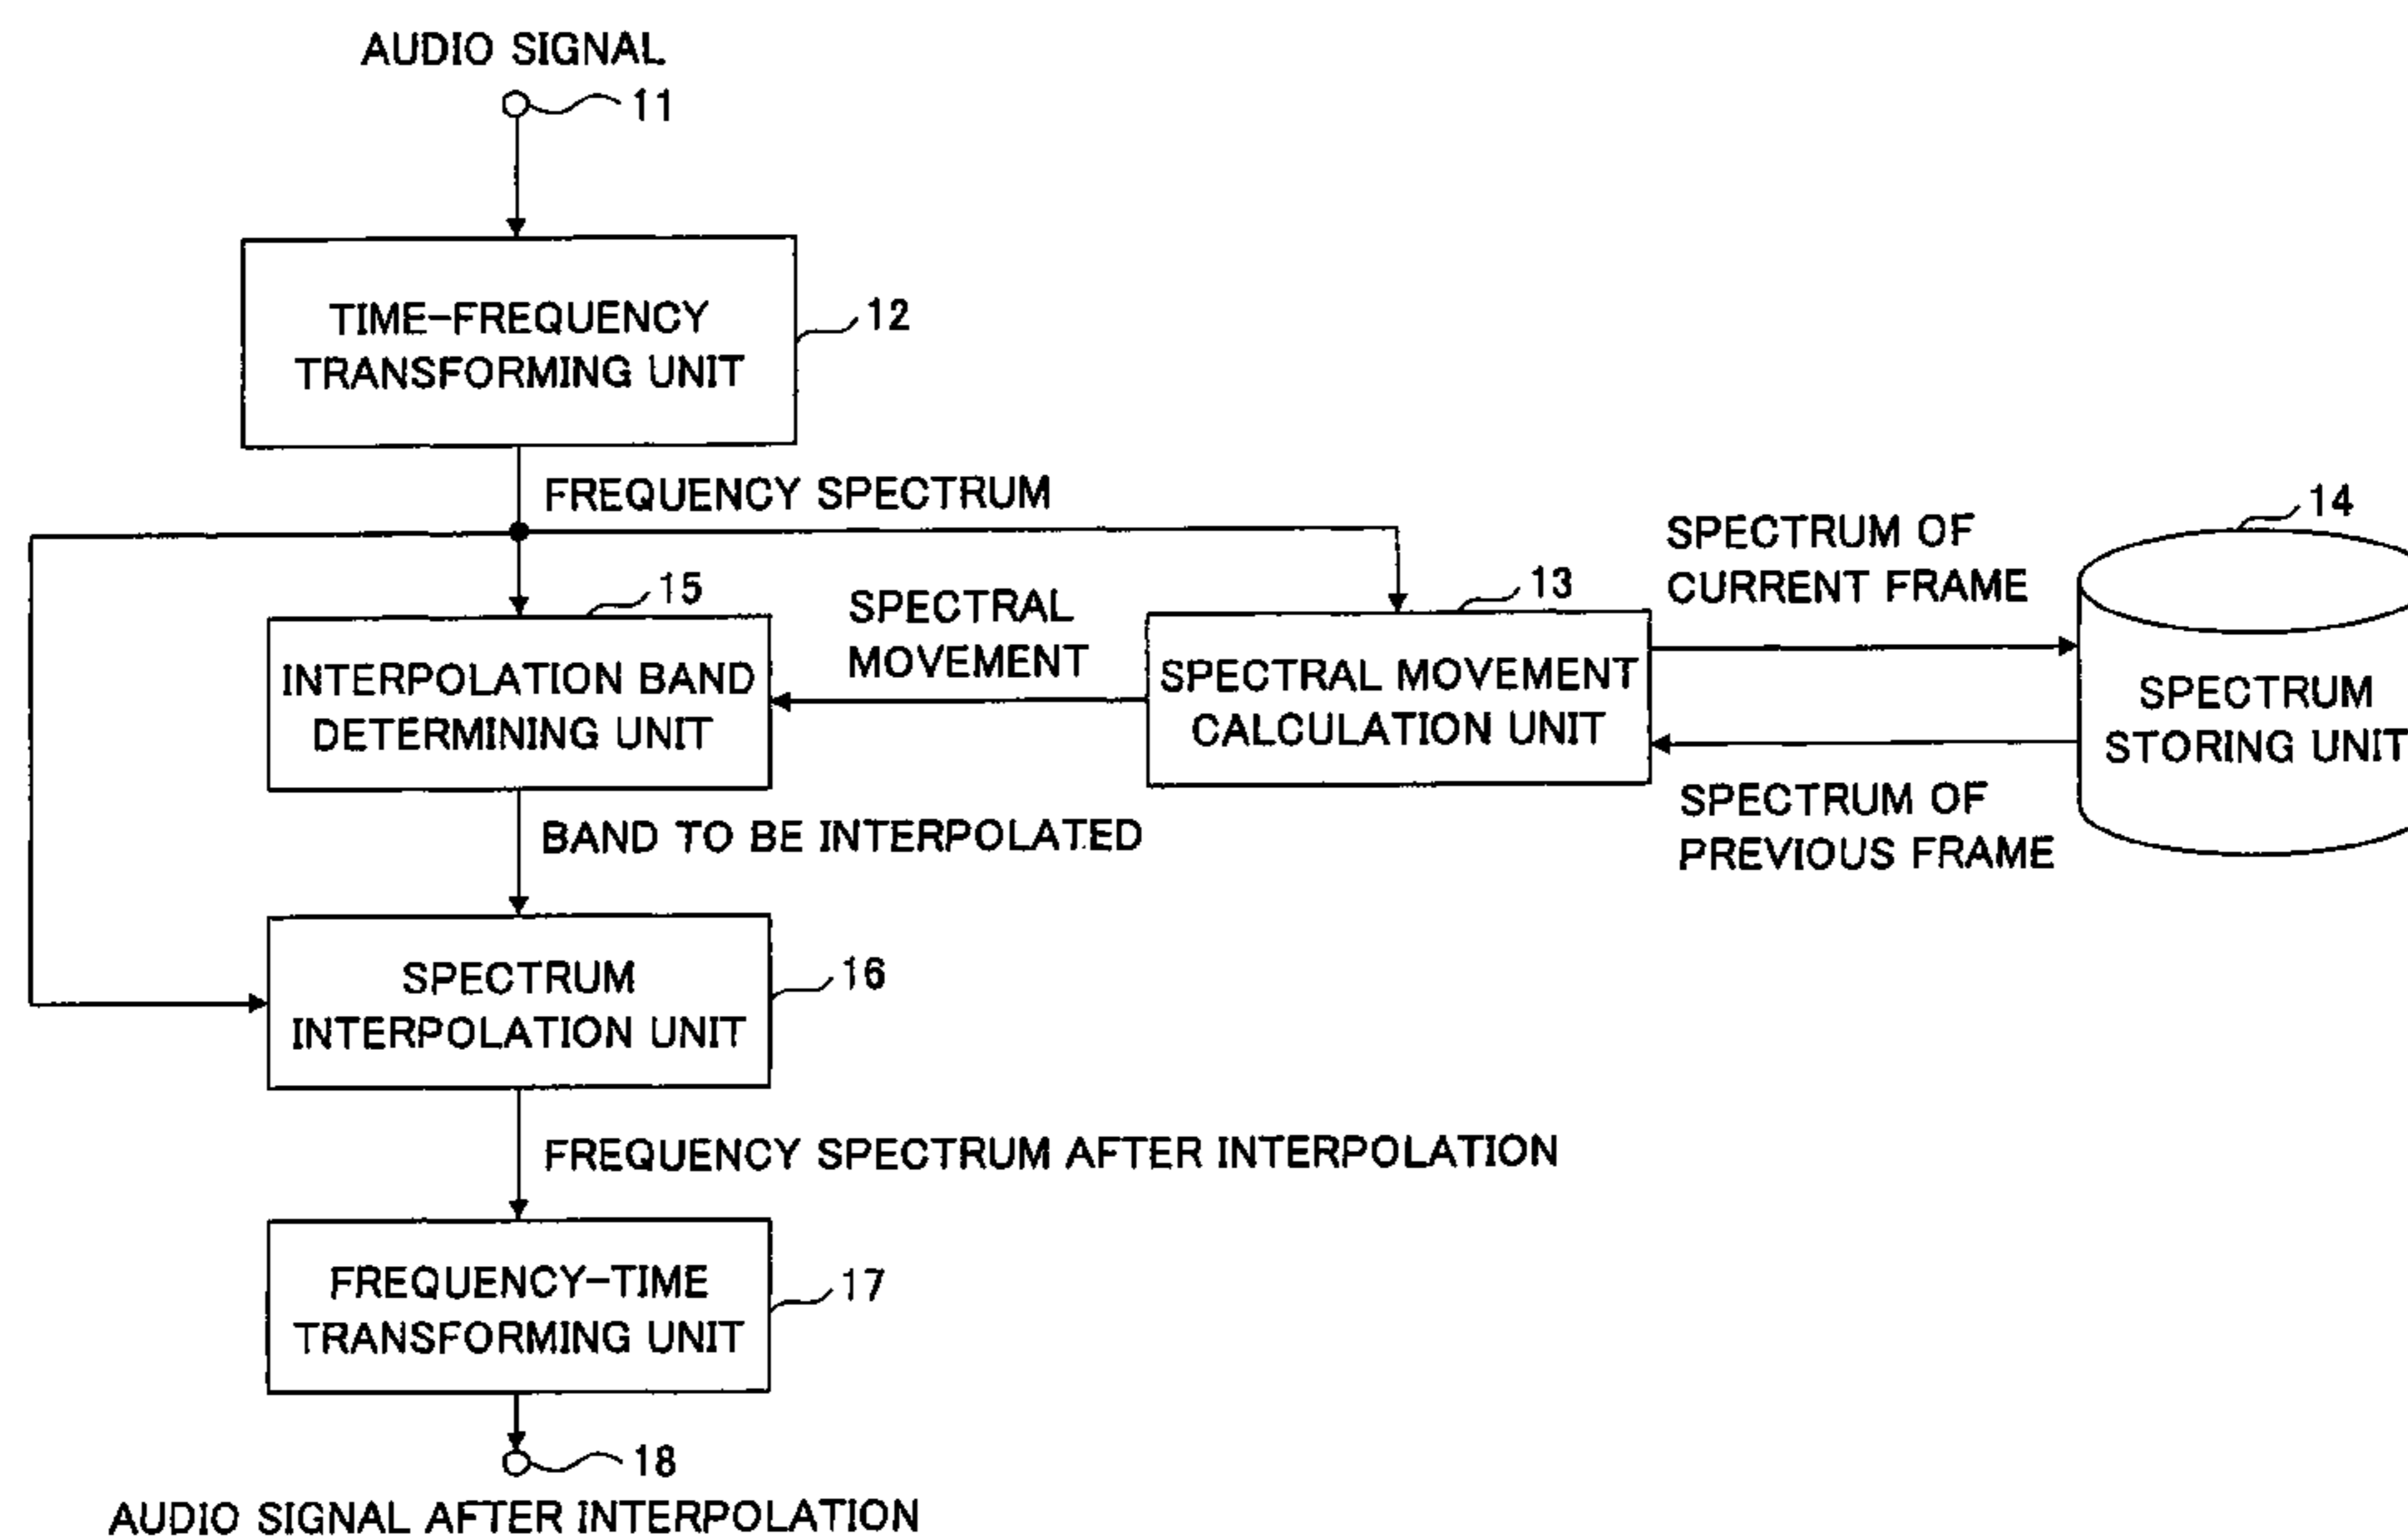 AUDIO SIGNAL
11
TIME-FREQUENCY
TRANSFORMING UNIT
12
FREQUENCY SPECTRUM
14
SPECTRUM OF
CURRENT FRAME
15
SPECTRAL
MOVEMENT
13
INTERPOLATION BAND
DETERMINING UNIT
SPECTRAL MOVEMENT
CALCULATION UNIT
SPECTRUM
STORING UNIT
SPECTRUM OF
PREVIOUS FRAME
BAND TO BE INTERPOLATED
SPECTRUM
INTERPOLATION UNIT
16
FREQUENCY SPECTRUM AFTER INTERPOLATION
FREQUENCY-TIME
TRANSFORMING UNIT
17
18
AUDIO SIGNAL AFTER INTERPOLATION